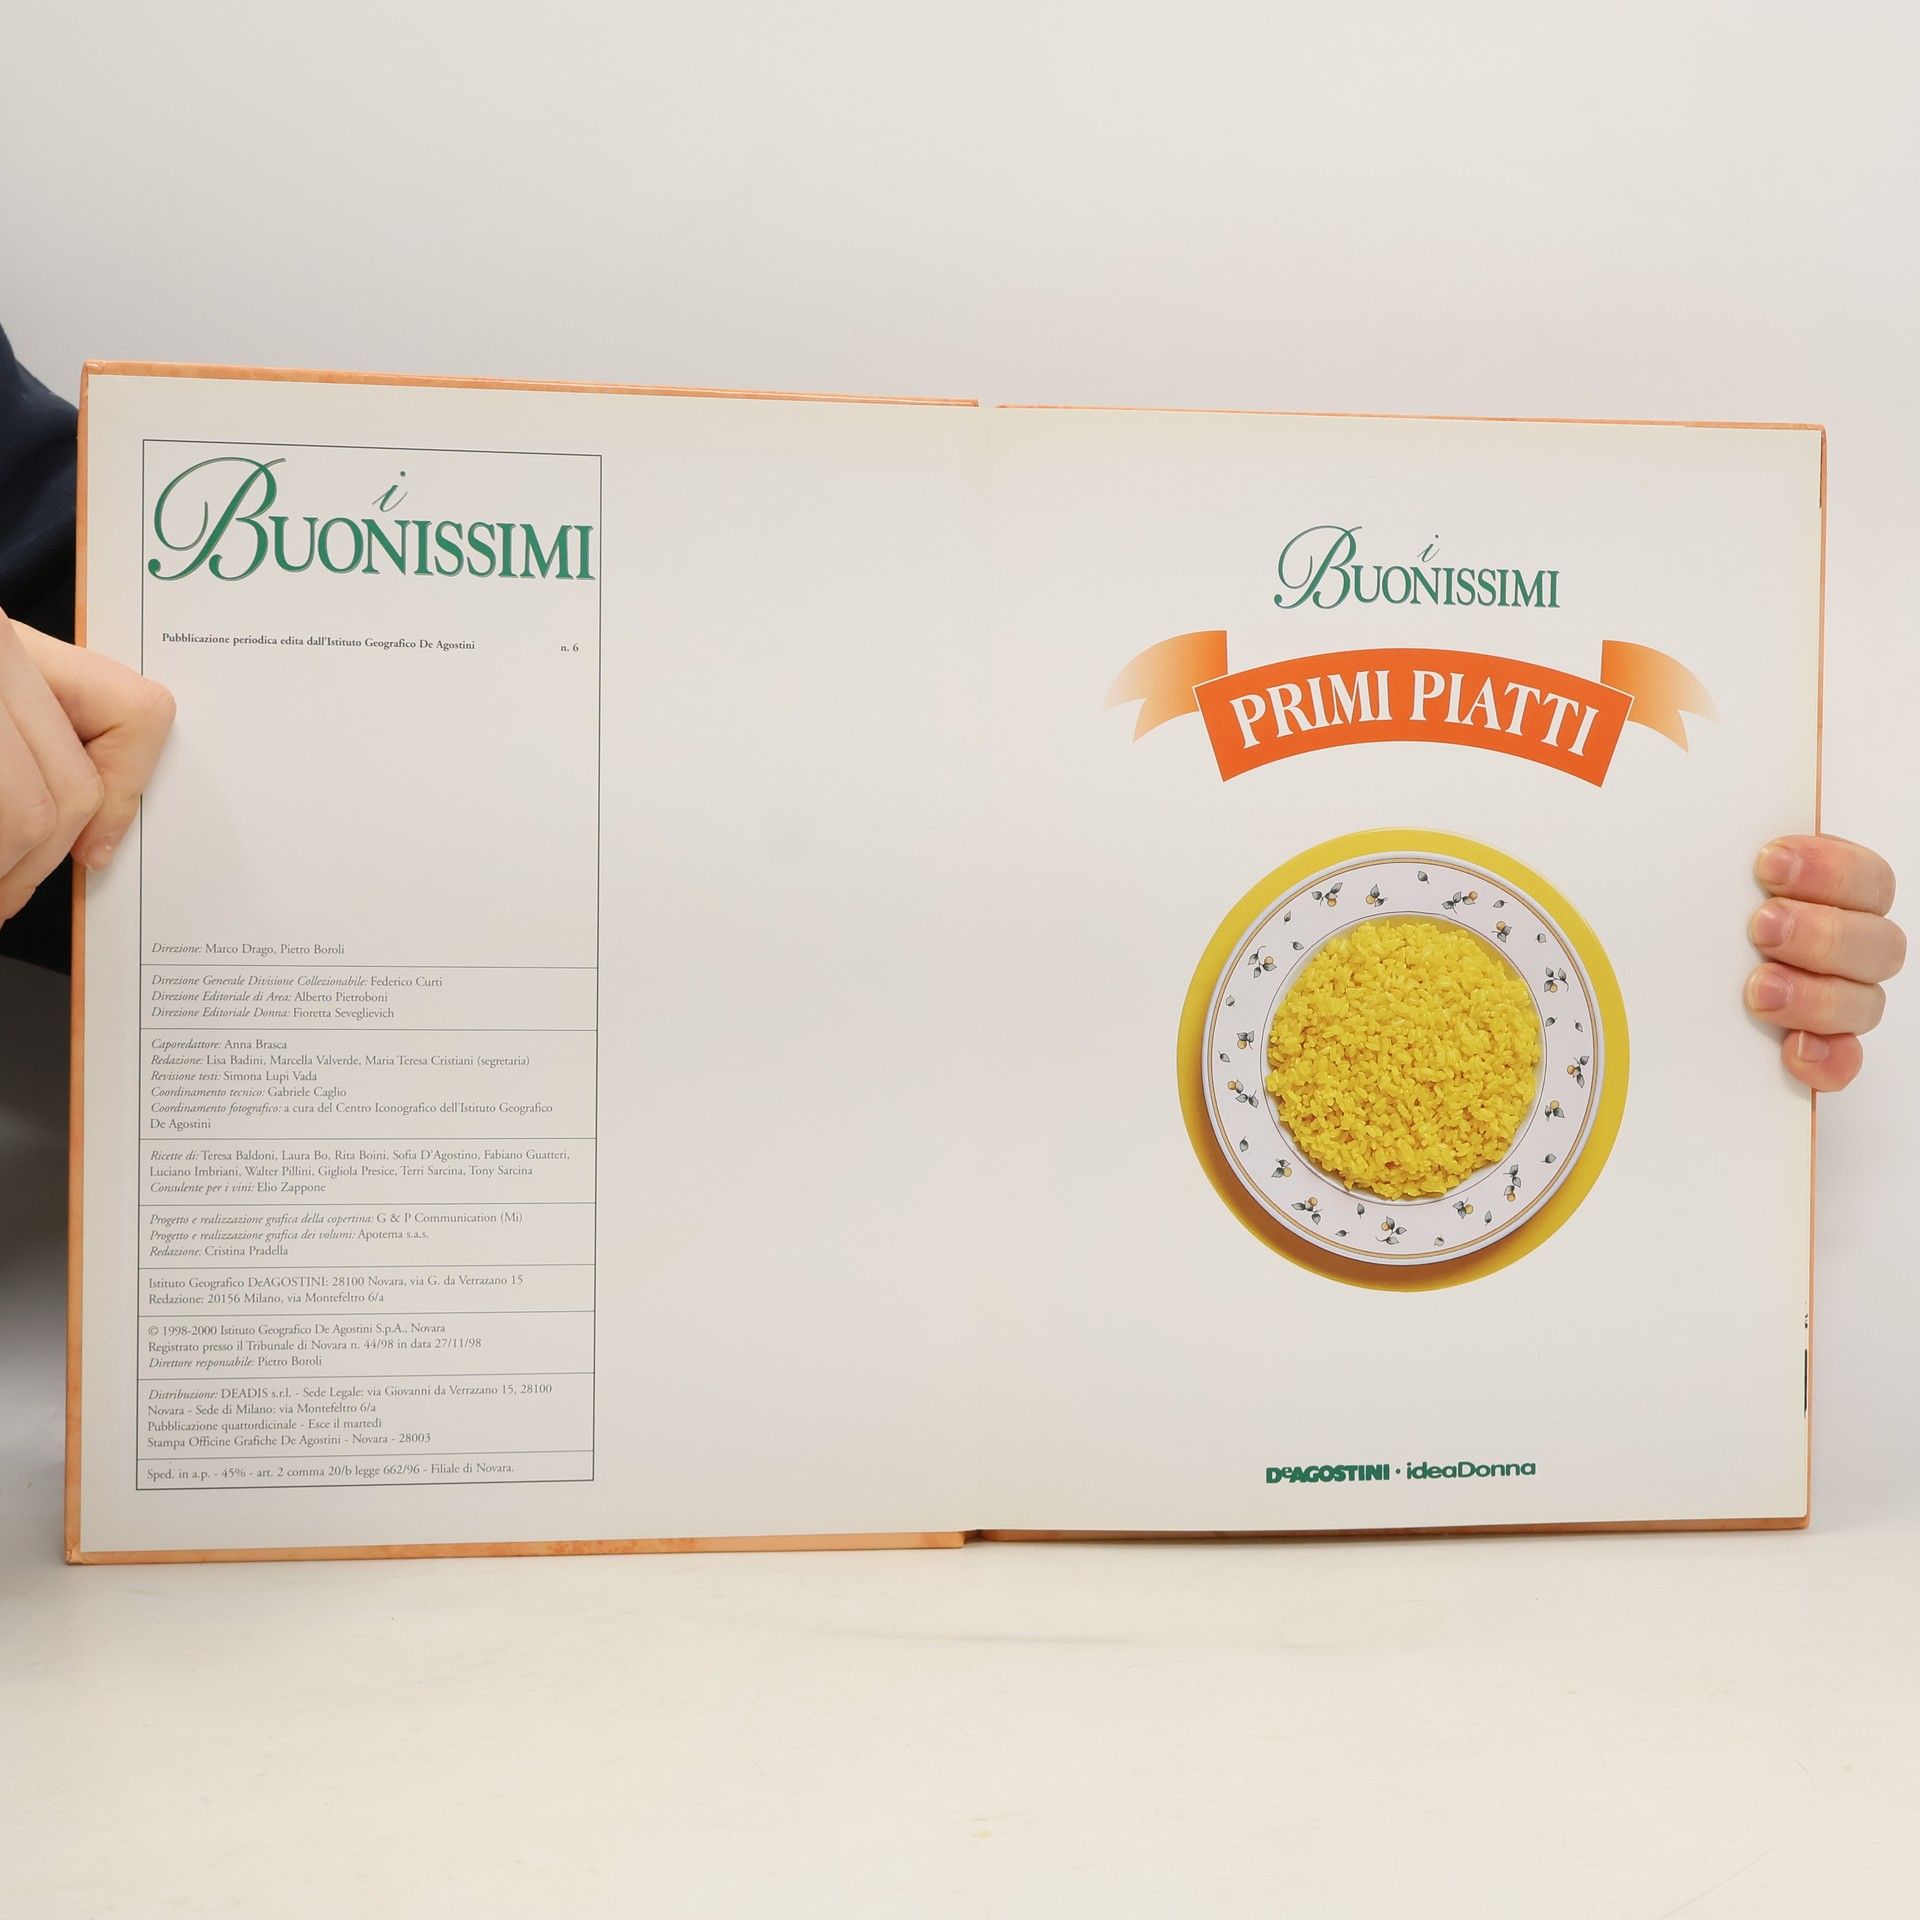 i
BUONISSIMI
Pubblicazione periodica edita dall'Istituto Geografico De Agostini n. 6
Direzione: Marco Drago, Pietro Boroli
Direzione Generale Divisione Collezionabile: Federico Curti
Direzione Editoriale di Area: Alberto Pietroboni
Direzione Editoriale Donna: Fioretta Seveglievich
Caporedattore: Anna Brasca
Redazione: Lisa Badini, Marcella Valverde, Maria Teresa Cristiani (segretaria)
Revisione testi: Simona Lupi Vada
Coordinamento tecnico: Gabriele Caglio
Coordinamento fotografico: a cura del Centro Iconografico dell'Istituto Geografico
De Agostini
Ricette di: Teresa Baldoni, Laura Bo, Rita Boini, Sofia D'Agostino, Fabiano Guatteri,
Luciano Imbriani, Walter Pillini, Gigliola Presice, Terri Sarcina, Tony Sarcina
Consulente per i vini: Elio Zappone
Progetto e realizzazione grafica della copertina: G & P Communication (Mi)
Progetto e realizzazione grafica dei volumi: Apotema s.a.s.
Redazione: Cristina Pradella
Istituto Geografico DeAGOSTINI: 28100 Novara, via G. da Verrazano 15
Redazione: 20156 Milano, via Montefeltro 6/a
© 1998-2000 Istituto Geografico De Agostini S.p.A., Novara
Registrato presso il Tribunale di Novara n. 44/98 in data 27/11/98
Direttore responsabile: Pietro Boroli
Distribuzione: DEADIS s.r.l. - Sede Legale: via Giovanni da Verrazano 15, 28100
Novara - Sede di Milano: via Montefeltro 6/a
Pubblicazione quattordicinale - Esce il martedì
Stampa Officine Grafiche De Agostini - Novara - 28003
Sped. in a.p. - 45% - art. 2 comma 20/b legge 662/96 - Filiale di Novara.
i
BUONISSIMI
PRIMI PIATTI
DeAGOSTINI · ideaDonna